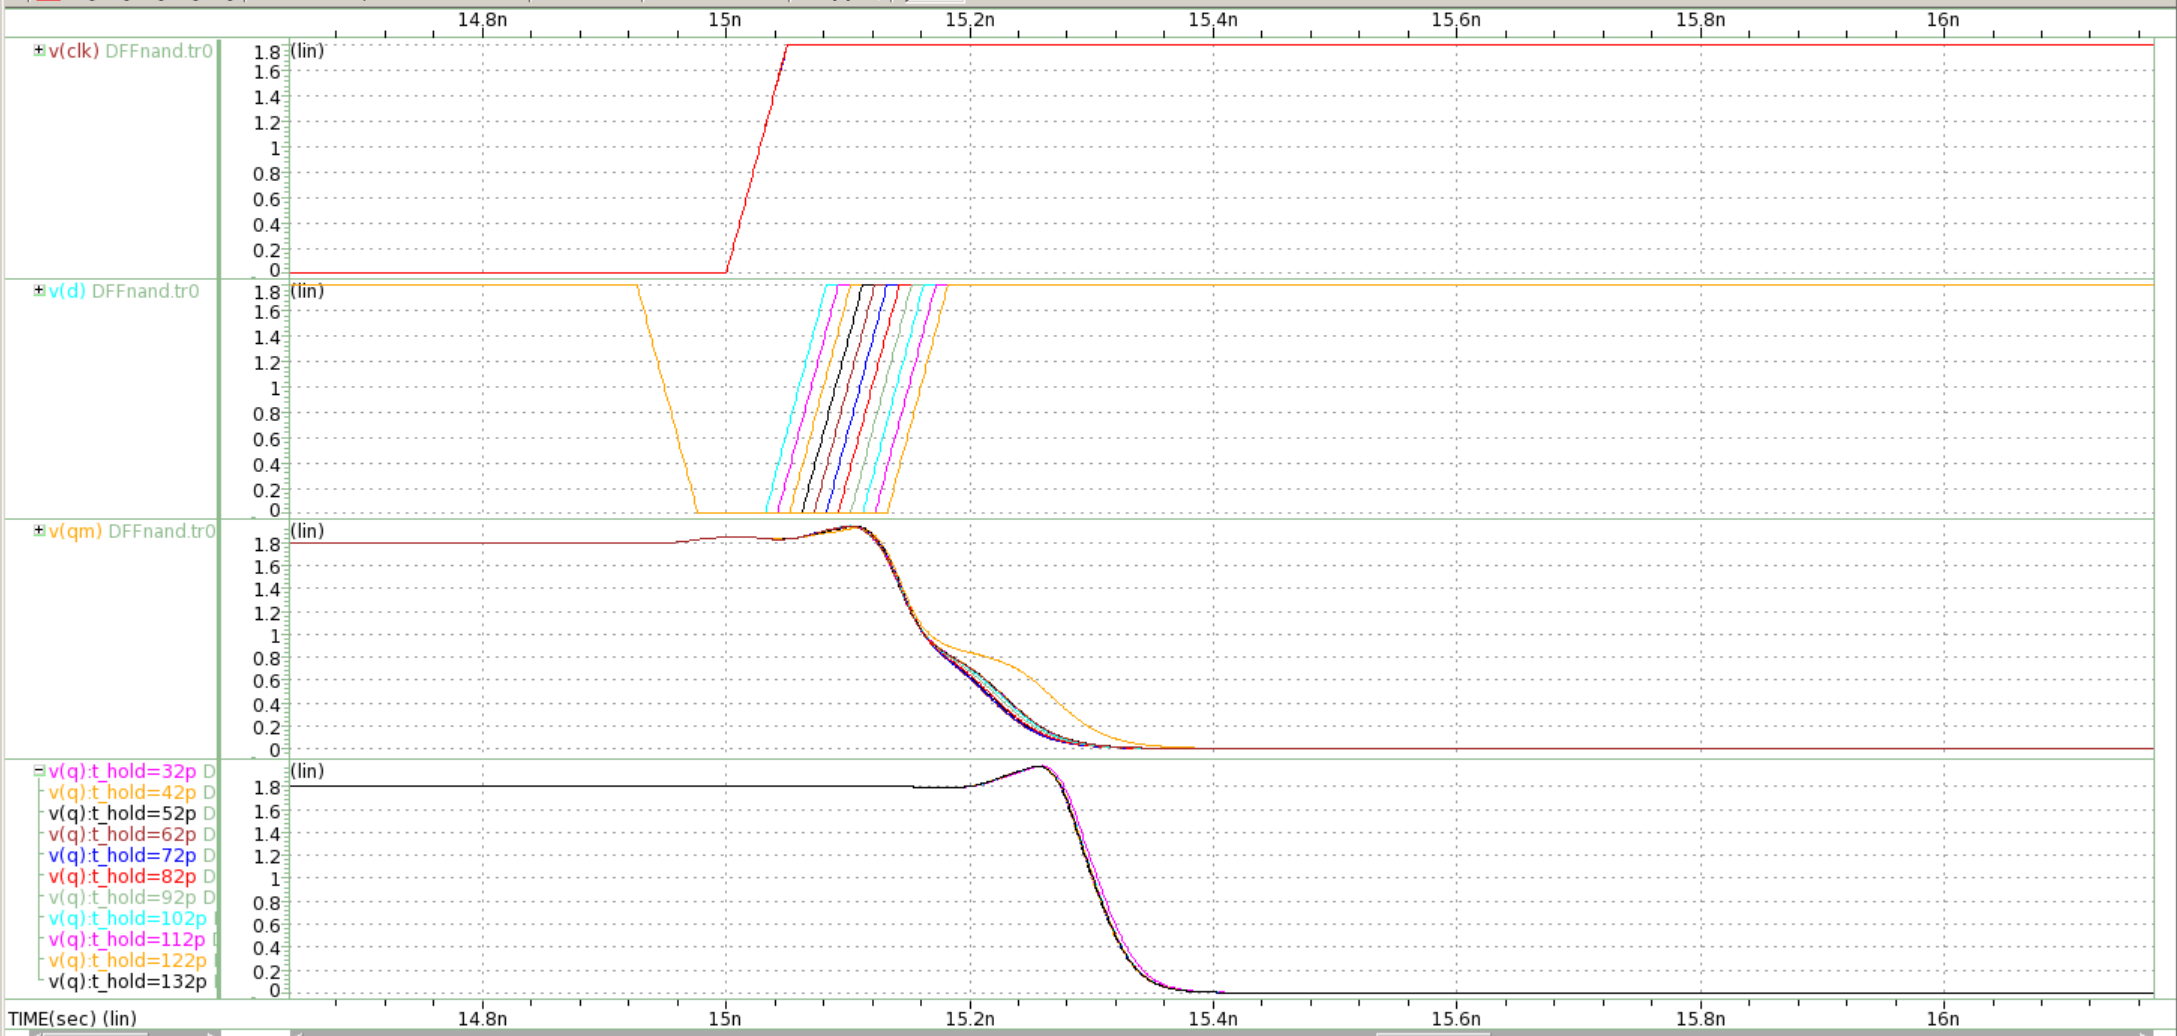 14.8n 15n 15.2n 15.4n 15.6n 15.8n 16n
v(clk) DFFnand.tr0
(lin)
1.8
1.6
1.4
1.2
1
0.8
0.6
0.4
0.2
0
v(d) DFFnand.tr0
(lin)
1.8
1.6
1.4
1.2
1
0.8
0.6
0.4
0.2
0
v(qm) DFFnand.tr0
(lin)
1.8
1.6
1.4
1.2
1
0.8
0.6
0.4
0.2
0
v(q):t_hold=32p D
v(q):t_hold=42p D
v(q):t_hold=52p D
v(q):t_hold=62p D
v(q):t_hold=72p D
v(q):t_hold=82p D
v(q):t_hold=92p D
v(q):t_hold=102p
v(q):t_hold=112p
v(q):t_hold=122p
v(q):t_hold=132p
(lin)
1.8
1.6
1.4
1.2
1
0.8
0.6
0.4
0.2
0
TIME(sec) (lin) 14.8n 15n 15.2n 15.4n 15.6n 15.8n 16n